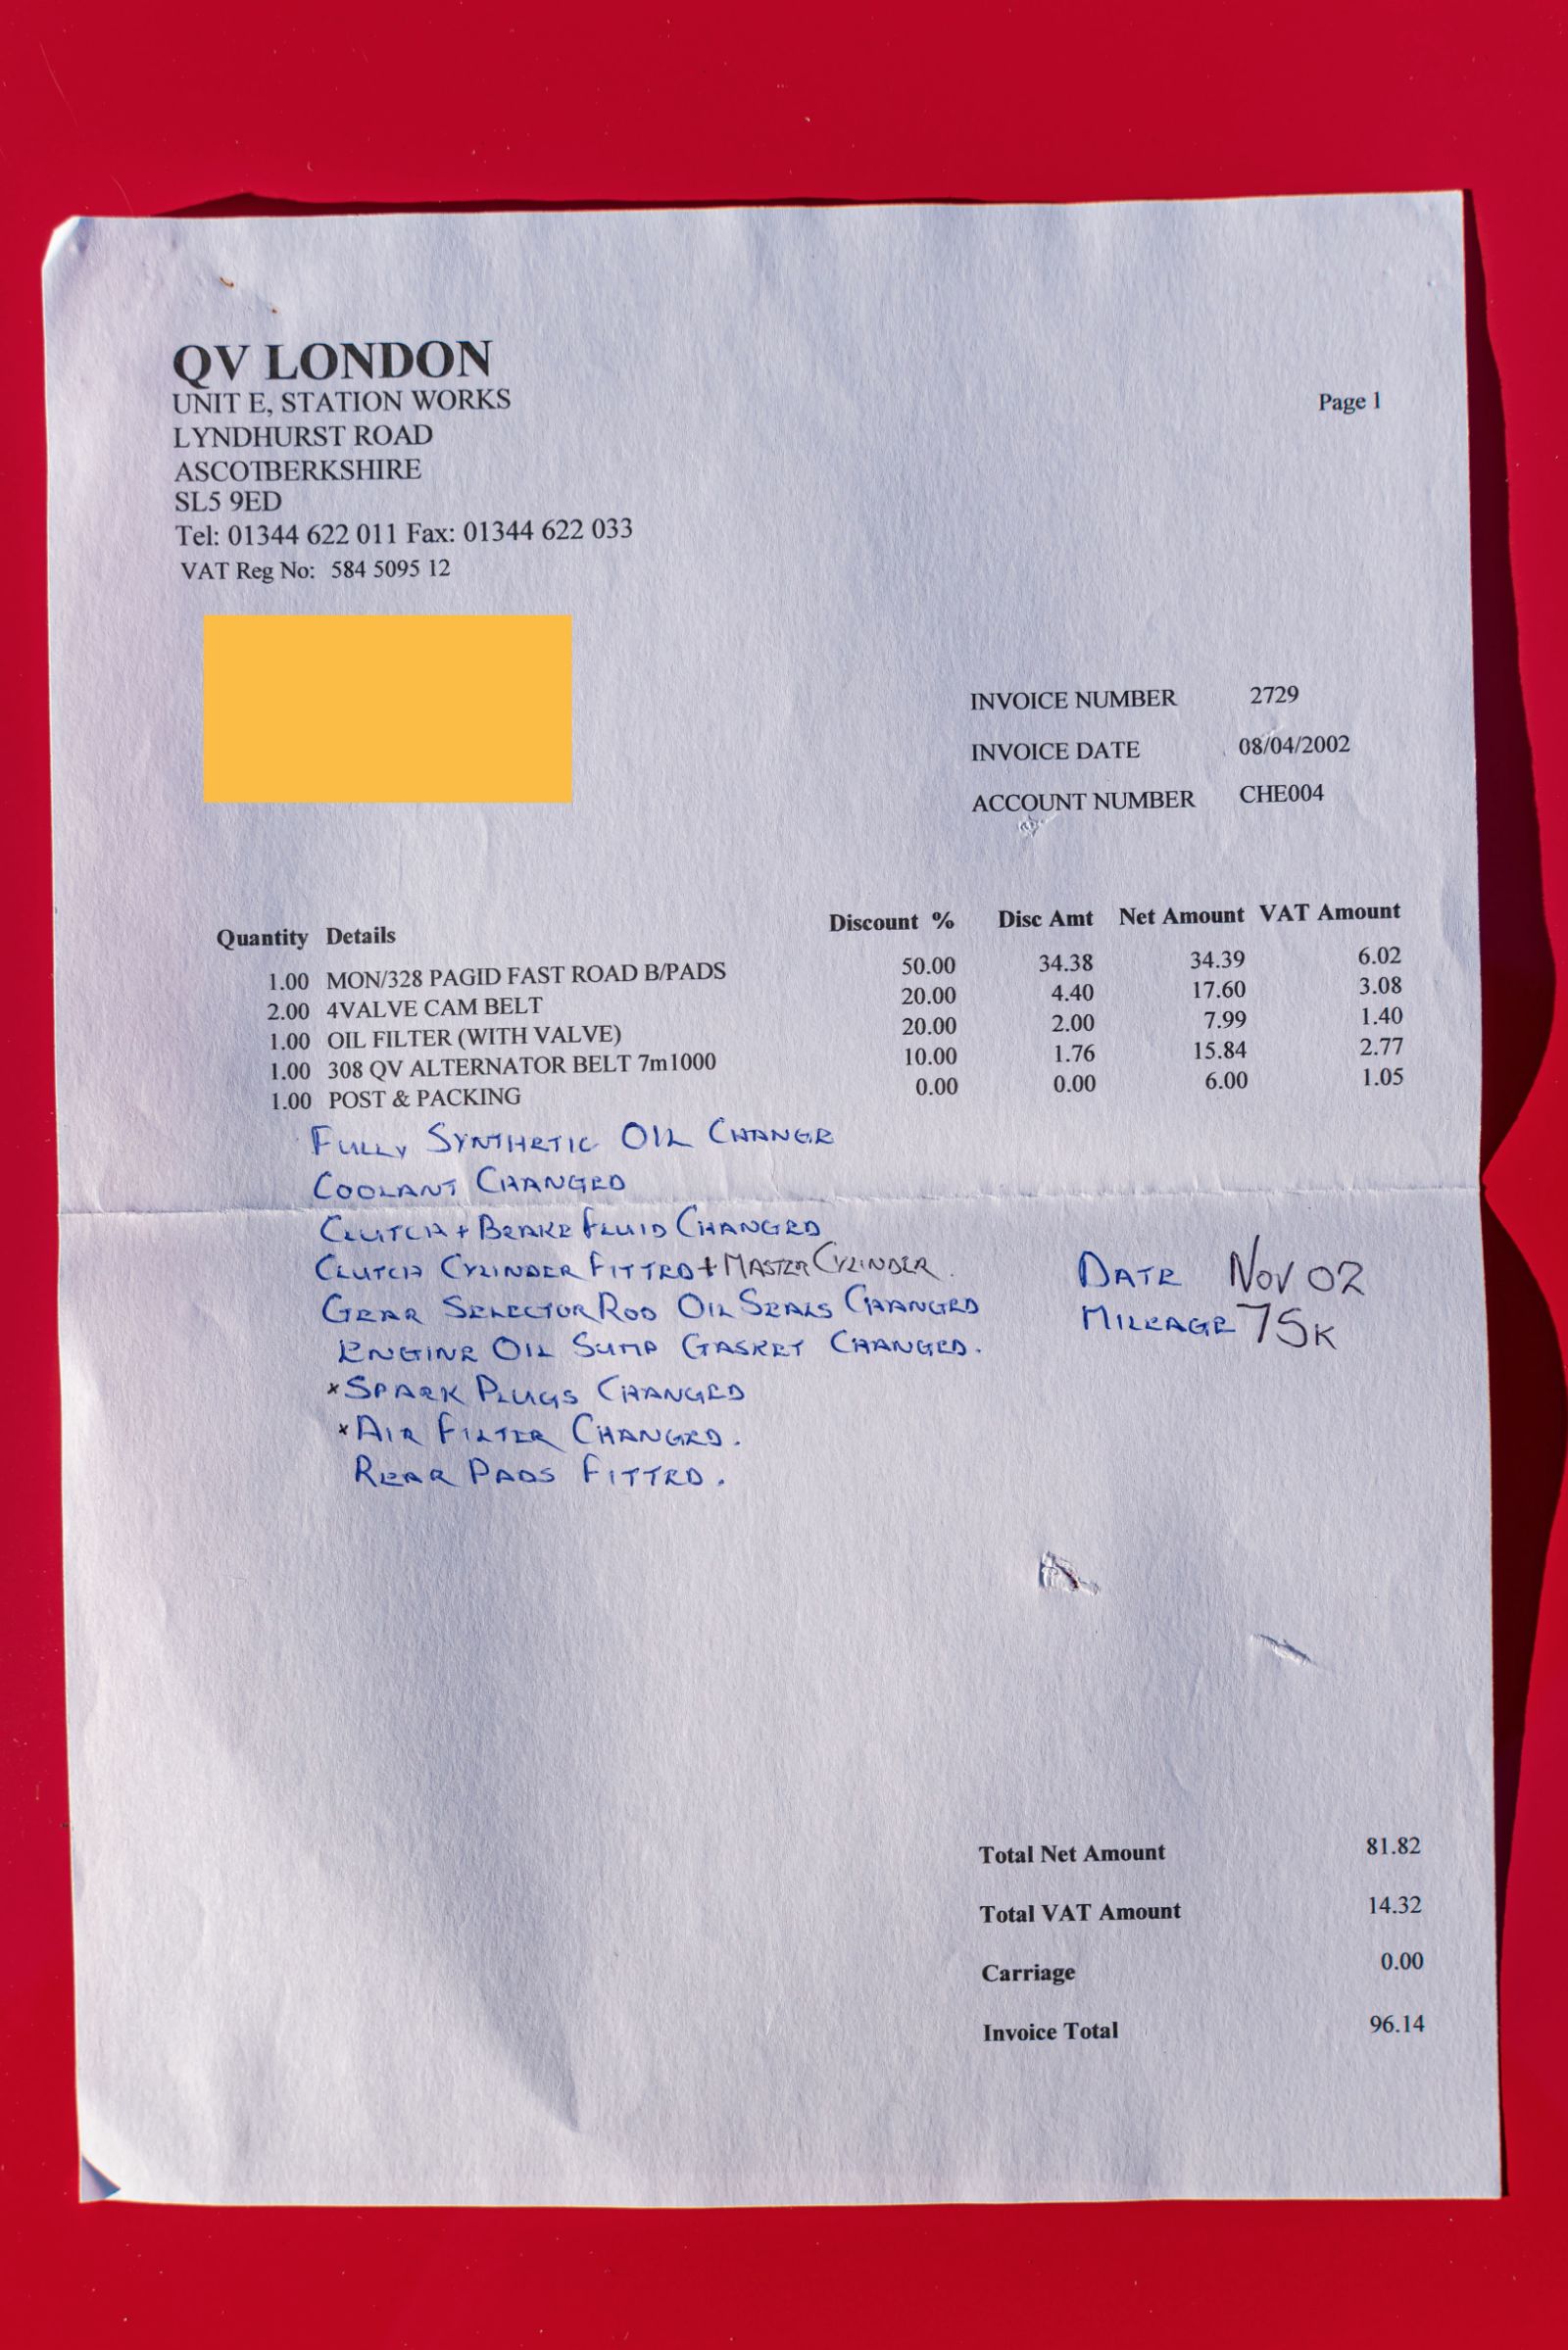 QV LONDON
UNIT E, STATION WORKS
LYNDHURST ROAD
ASCOTBERKSHIRE
SL5 9ED
Tel: 01344 622 011 Fax: 01344 622 033
VAT Reg No: 584 5095 12
Page 1
INVOICE NUMBER 2729
INVOICE DATE 08/04/2002
ACCOUNT NUMBER CHE004
Quantity Details Discount % Disc Amt Net Amount VAT Amount
1.00 MON/328 PAGID FAST ROAD B/PADS 50.00 34.38 34.39 6.02
2.00 4VALVE CAM BELT 20.00 4.40 17.60 3.08
1.00 OIL FILTER (WITH VALVE) 20.00 2.00 7.99 1.40
1.00 308 QV ALTERNATOR BELT 7m1000 10.00 1.76 15.84 2.77
1.00 POST & PACKING 0.00 0.00 6.00 1.05
FULLY SYNTHETIC OIL CHANGE
COOLANT CHANGED
CLUTCH + BRAKE FLUID CHANGED
CLUTCH CYLINDER FITTED + MASTER CYLINDER.
GEAR SELECTOR ROD OIL SEALS CHANGED
ENGINE OIL SUMP GASKET CHANGED.
x SPARK PLUGS CHANGED
x AIR FILTER CHANGED.
REAR PADS FITTED.
DATE NOV 02
MILEAGE 75K
Total Net Amount 81.82
Total VAT Amount 14.32
Carriage 0.00
Invoice Total 96.14